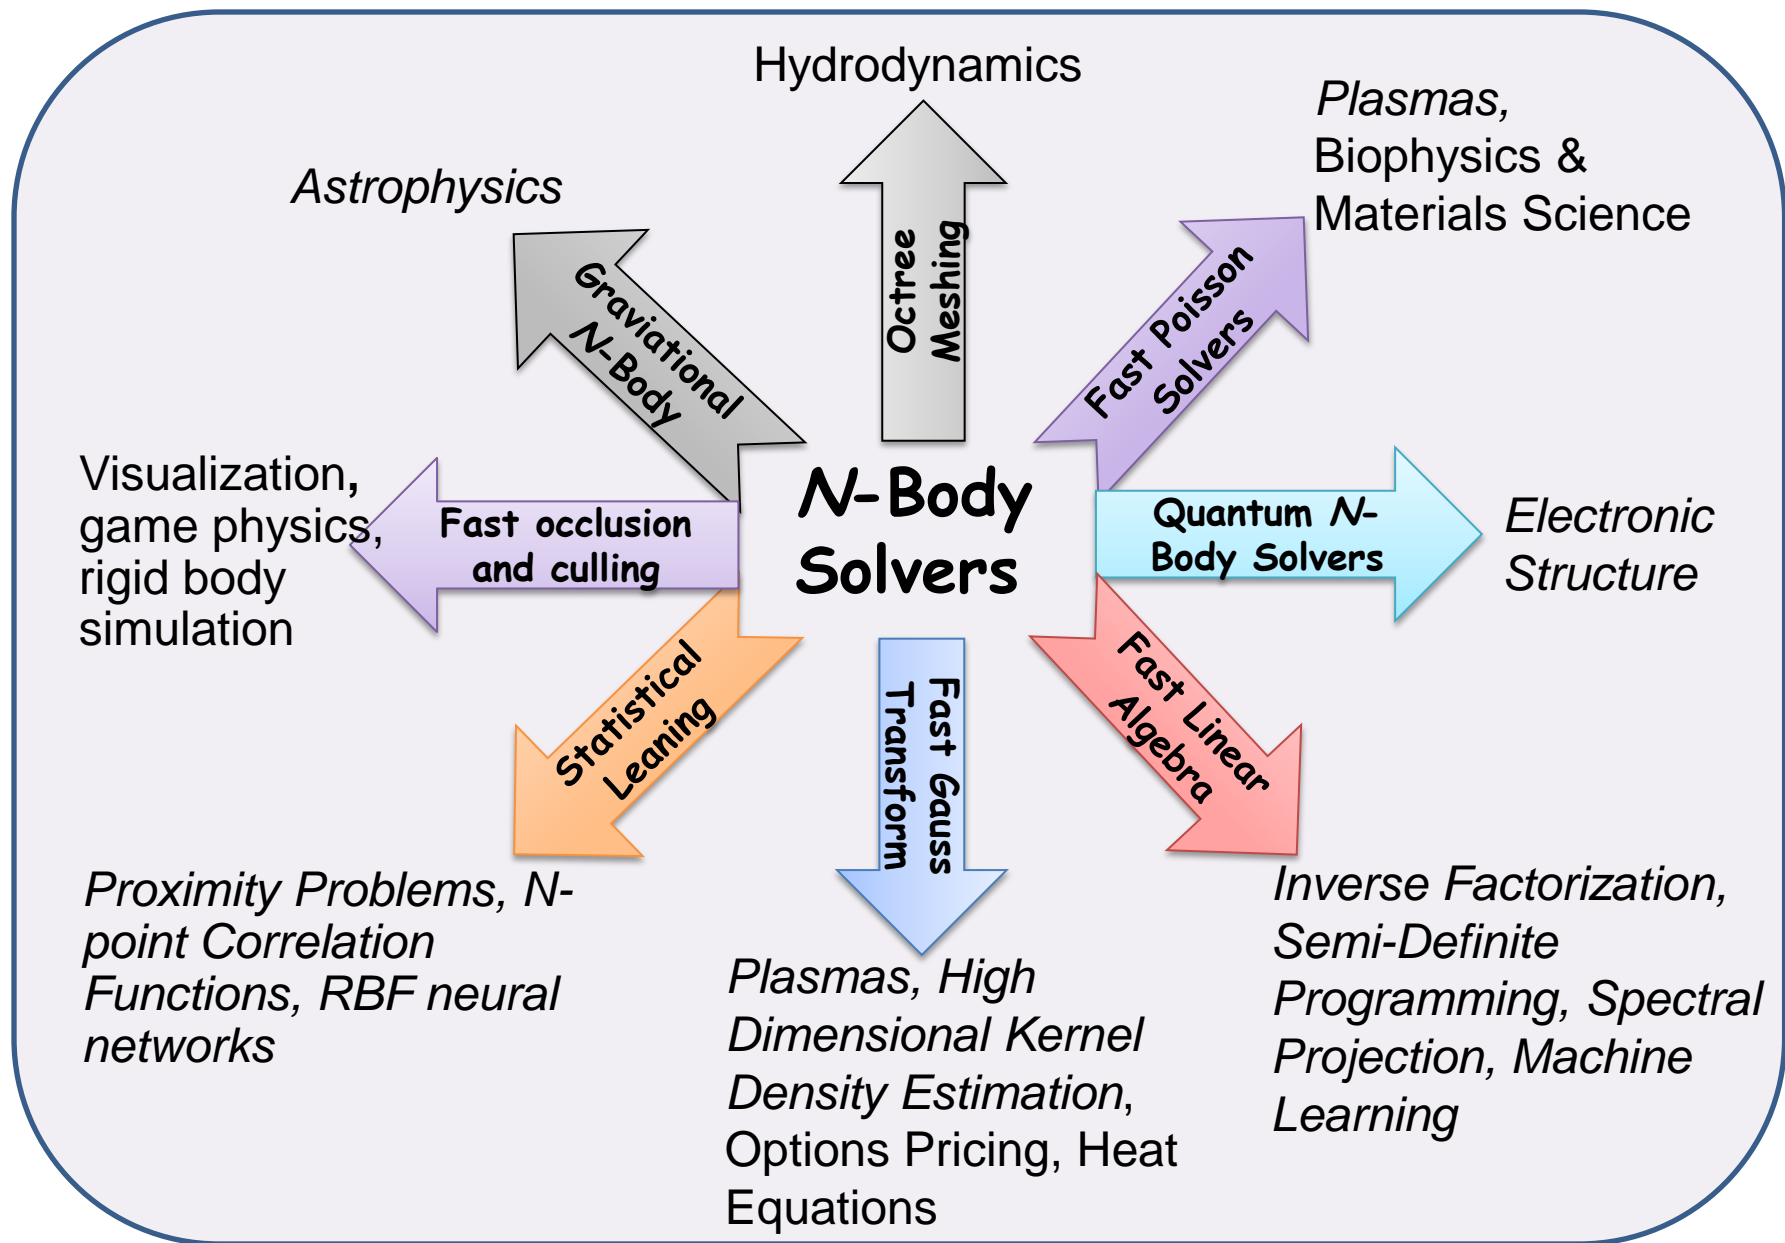 Hydrodynamics
Plasmas,
Biophysics &
Materials Science
Astrophysics
Octree
Meshing
Graviational
N-Body
Fast Poisson
Solvers
Visualization,
game physics,
rigid body
simulation
Fast occlusion
and culling
N-Body
Solvers
Quantum N-
Body Solvers
Electronic
Structure
Statistical
Leaning
Fast Gauss
Transform
Fast Linear
Algebra
Proximity Problems, N-
point Correlation
Functions, RBF neural
networks
Plasmas, High
Dimensional Kernel
Density Estimation,
Options Pricing, Heat
Equations
Inverse Factorization,
Semi-Definite
Programming, Spectral
Projection, Machine
Learning